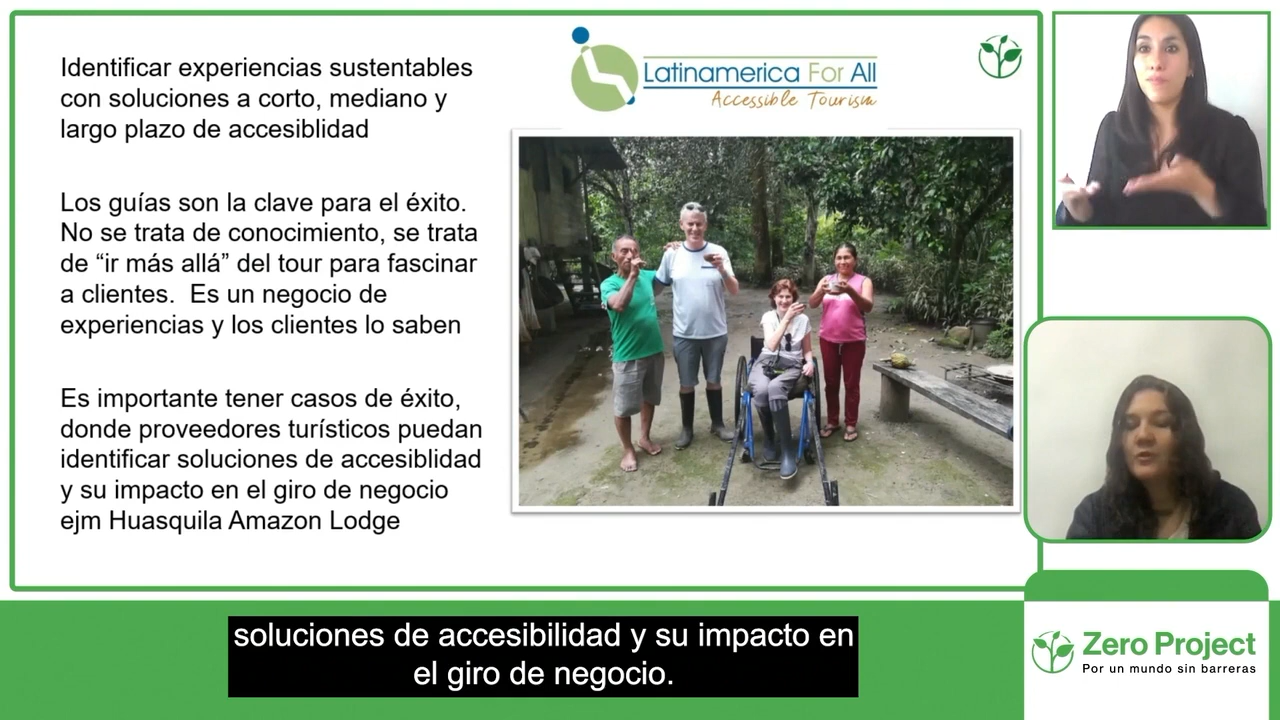 Identificar experiencias sustentables
con soluciones a corto, mediano y
largo plazo de accesiblidad
Los guías son la clave para el éxito.
No se trata de conocimiento, se trata
de “ir más allá” del tour para fascinar
a clientes.  Es un negocio de
experiencias y los clientes lo saben
Es importante tener casos de éxito,
donde proveedores turísticos puedan
identificar soluciones de accesiblidad
y su impacto en el giro de negocio
ejm Huasquila Amazon Lodge
Latinamerica For All
Accessible Tourism
soluciones de accesibilidad y su impacto en
el giro de negocio.
Zero Project
Por un mundo sin barreras